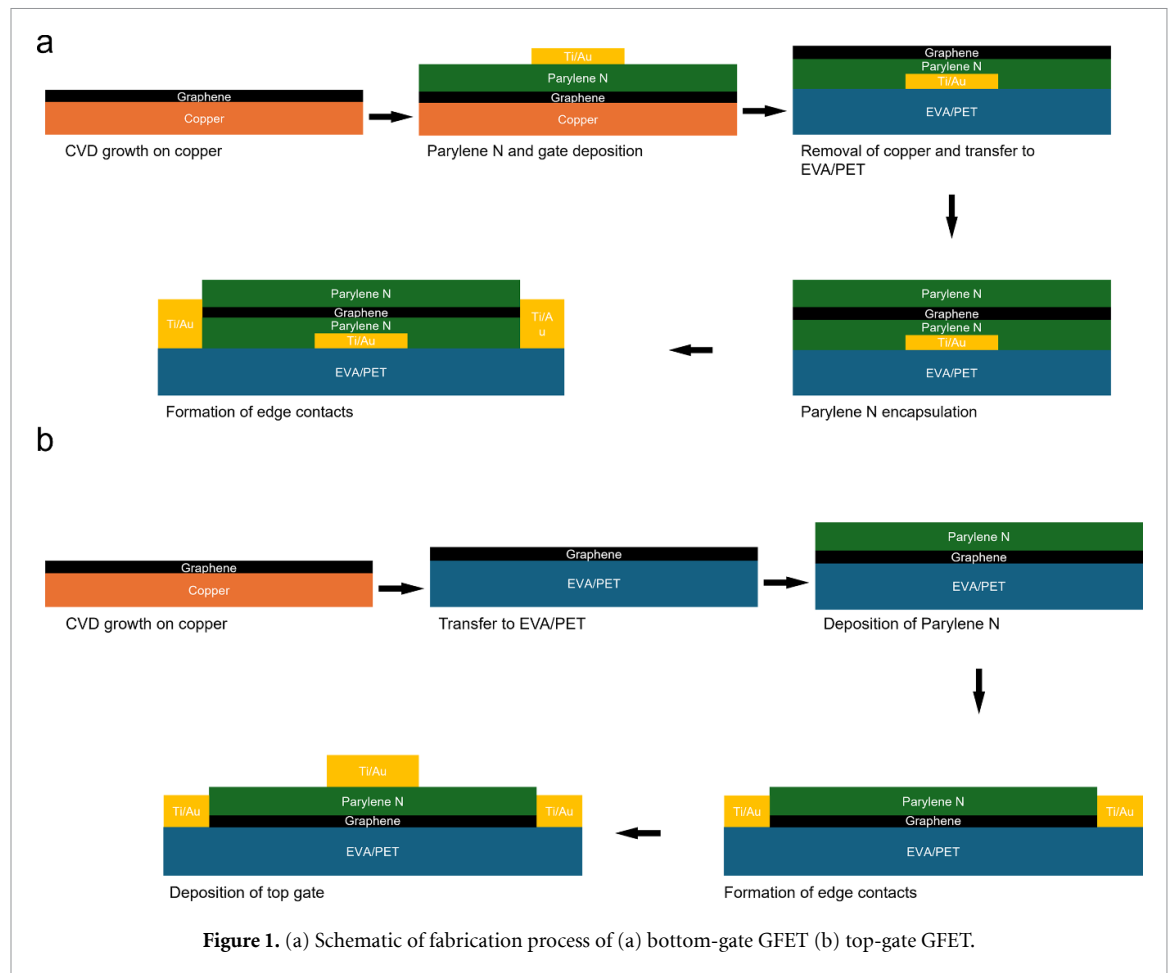 a
Graphene
Copper
CVD growth on copper
Ti/Au
Parylene N
Graphene
Copper
Parylene N and gate deposition
Graphene
Parylene N
Ti/Au
EVA/PET
Removal of copper and transfer to
EVA/PET
Parylene N
Graphene
Parylene N
Ti/Au
EVA/PET
Parylene N encapsulation
Parylene N
Graphene
Parylene N
Ti/Au
Ti/Au
Ti/A
u
EVA/PET
Formation of edge contacts
b
Graphene
Copper
CVD growth on copper
Graphene
EVA/PET
Transfer to EVA/PET
Parylene N
Graphene
EVA/PET
Deposition of Parylene N
Ti/Au
Parylene N
Ti/Au
Graphene
EVA/PET
Formation of edge contacts
Ti/Au
Ti/Au
Parylene N
Ti/Au
Graphene
EVA/PET
Deposition of top gate
Figure 1. (a) Schematic of fabrication process of (a) bottom-gate GFET (b) top-gate GFET.